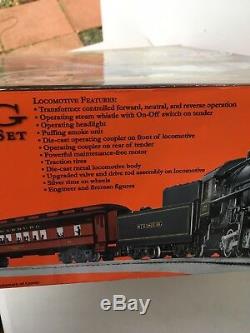 G
SET
LOCOMOTIVE FEATURES:
• Transformer controlled forward, neutral, and reverse operation
• Operating steam whistle with On-Off switch on tender
• Operating headlight
• Puffing smoke unit
• Die-cast operating coupler on front of locomotive
• Operating coupler on rear of tender
• Powerful maintenance-free motor
• Traction tires
• Die-cast metal locomotive body
• Upgraded valve and drive rod assembly on locomotive
• Silver trim on wheels
• Engineer and fireman figures